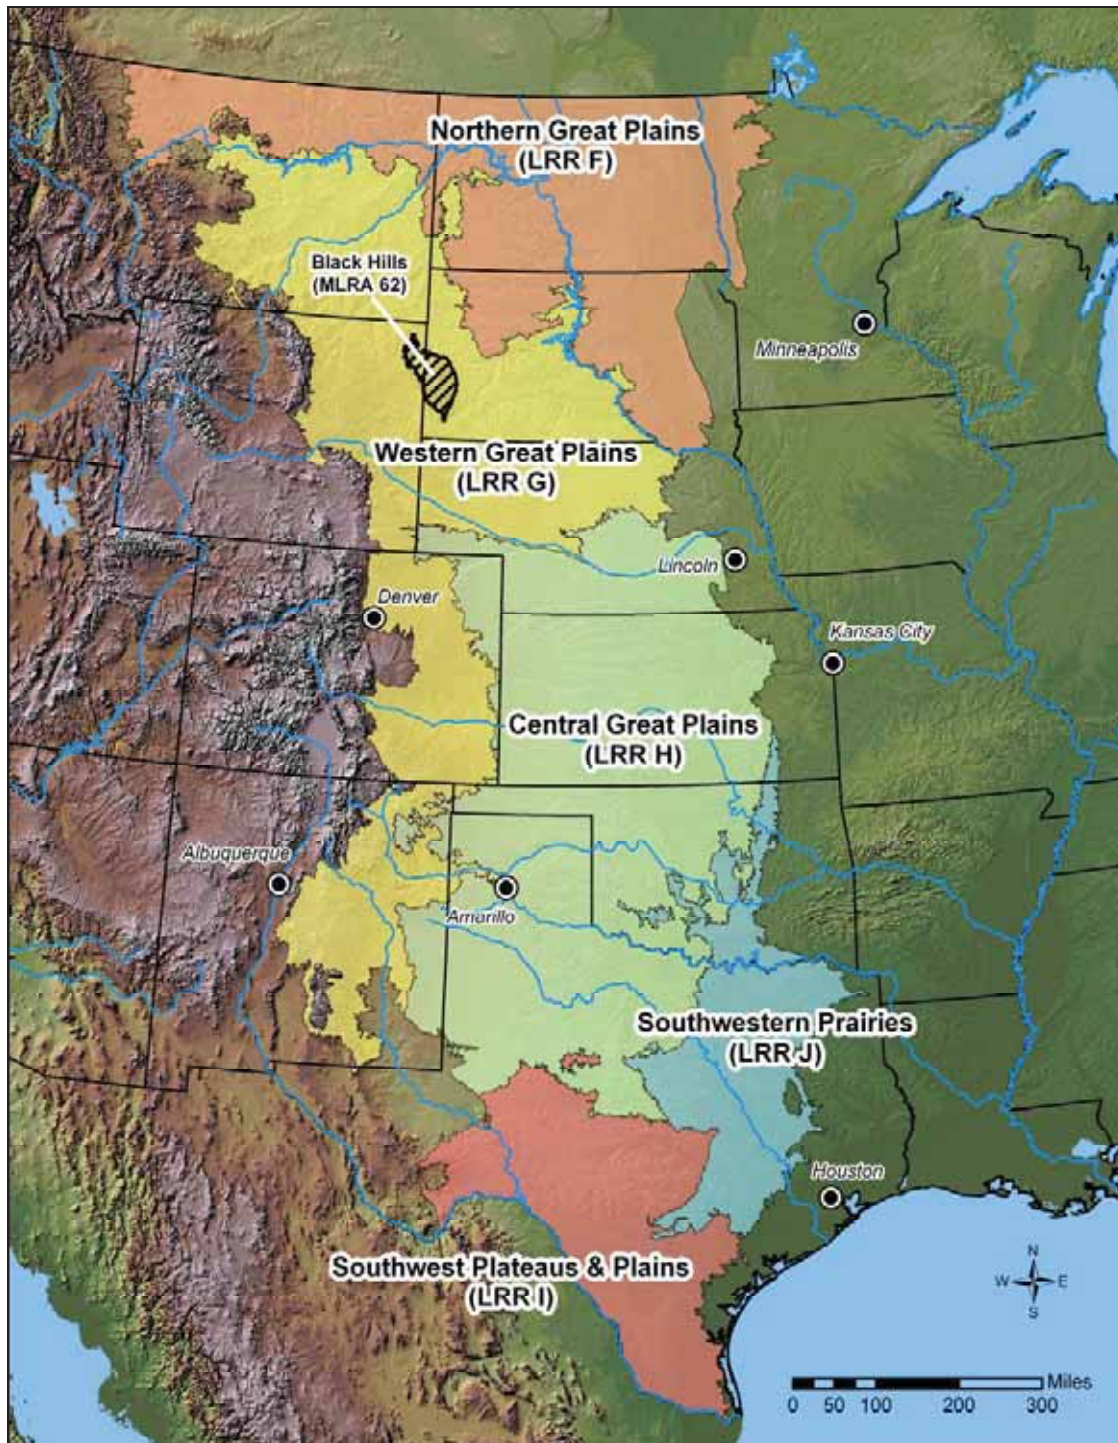 Northern Great Plains
(LRR F)
Black Hills
(MLRA 62)
Minneapolis
Western Great Plains
(LRR G)
Lincoln
Denver
Kansas City
Central Great Plains
(LRR H)
Albuquerque
Amarillo
Southwestern Prairies
(LRR J)
Houston
Southwest Plateaus & Plains
(LRR I)
N
W E
S
Miles
0 50 100 200 300